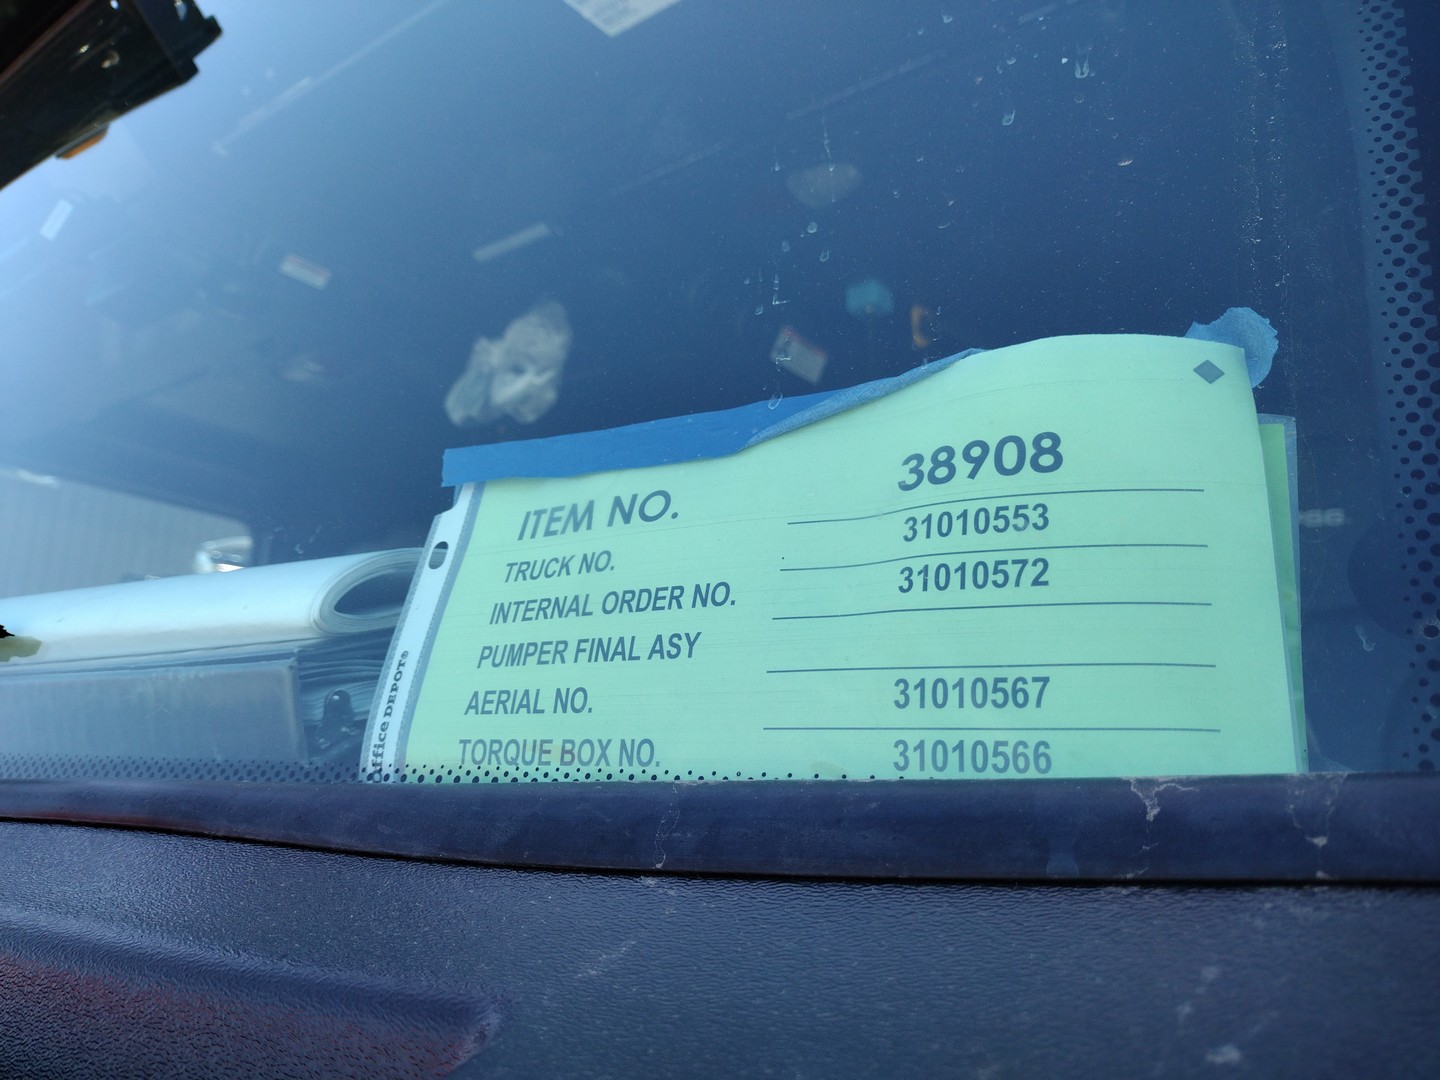 38908
ITEM NO.
31010553
TRUCK NO.
31010572
INTERNAL ORDER NO.
PUMPER FINAL ASY
AERIAL NO. 31010567
TORQUE BOX NO. 31010566
Office DEPOT